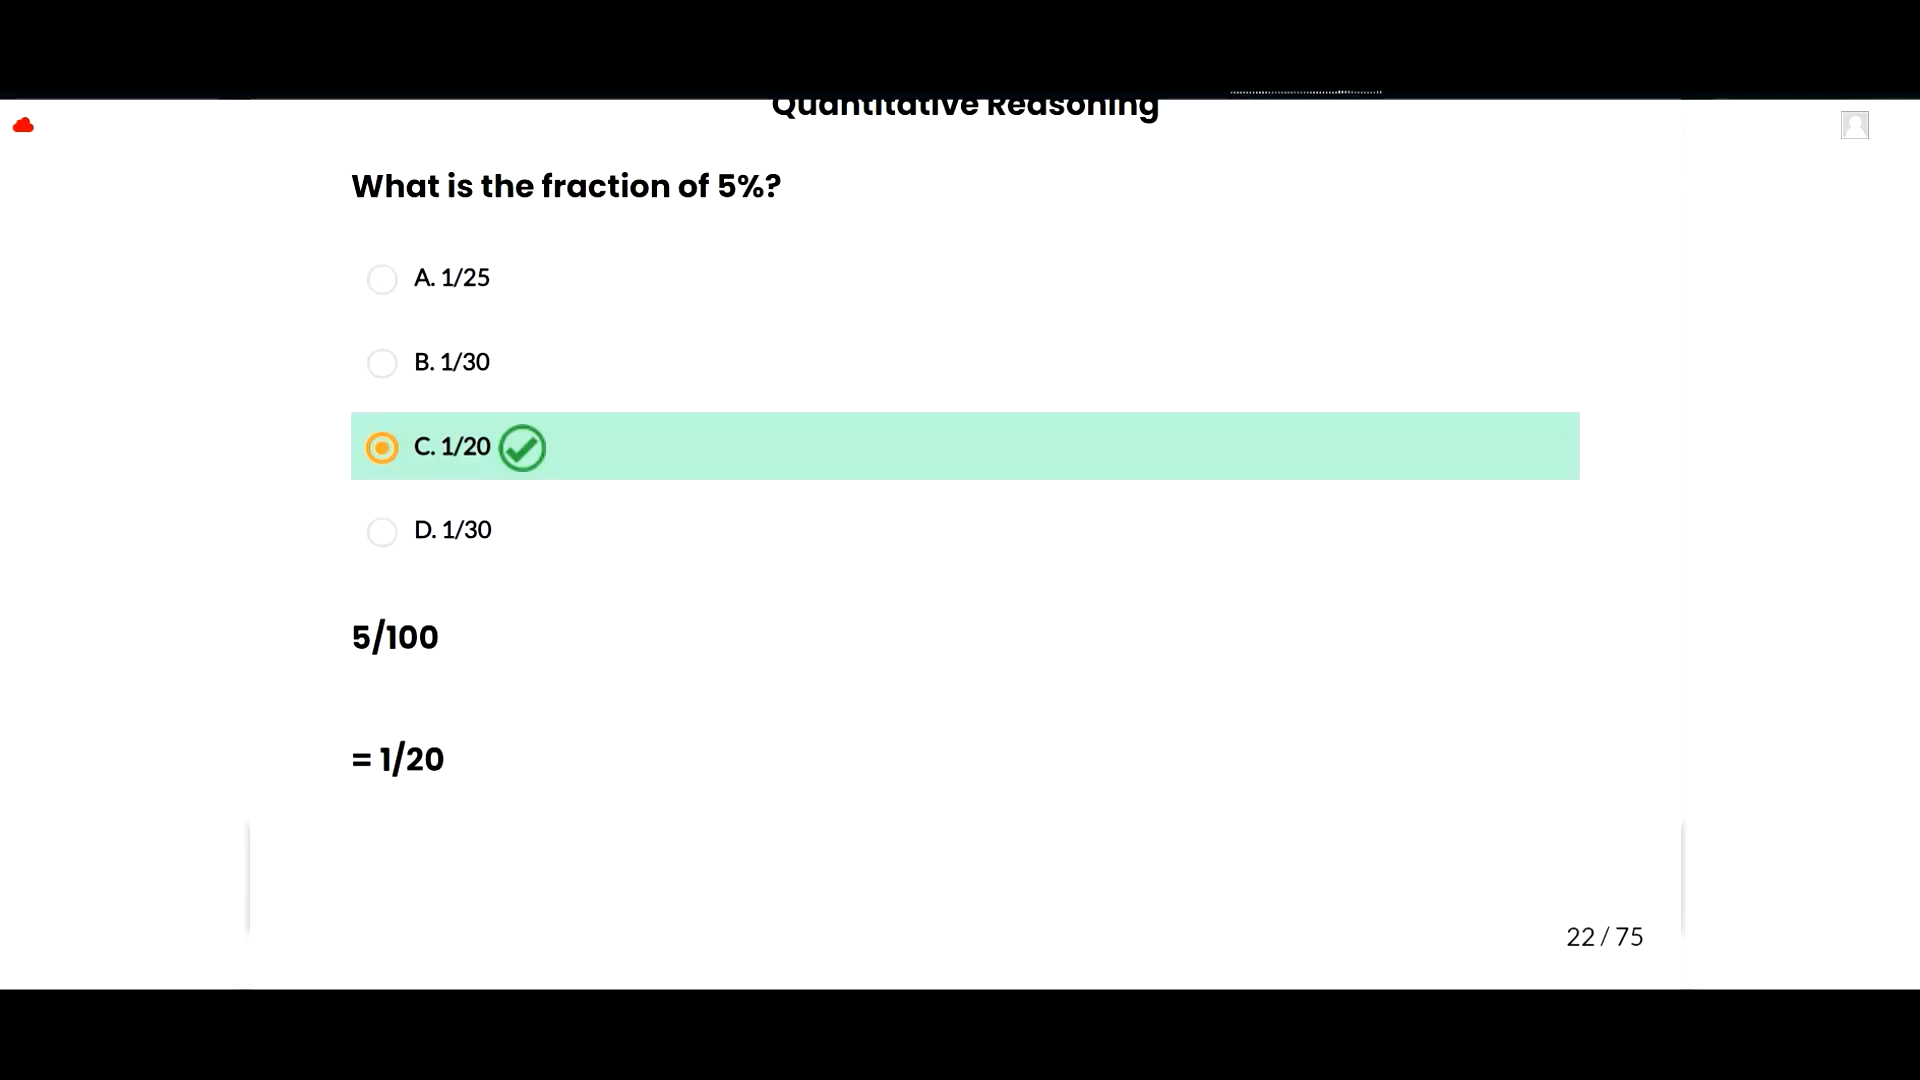 Quantitative Reasoning
What is the fraction of 5%?
A. 1/25
B. 1/30
C. 1/20
D. 1/30
5/100
= 1/20
22 / 75